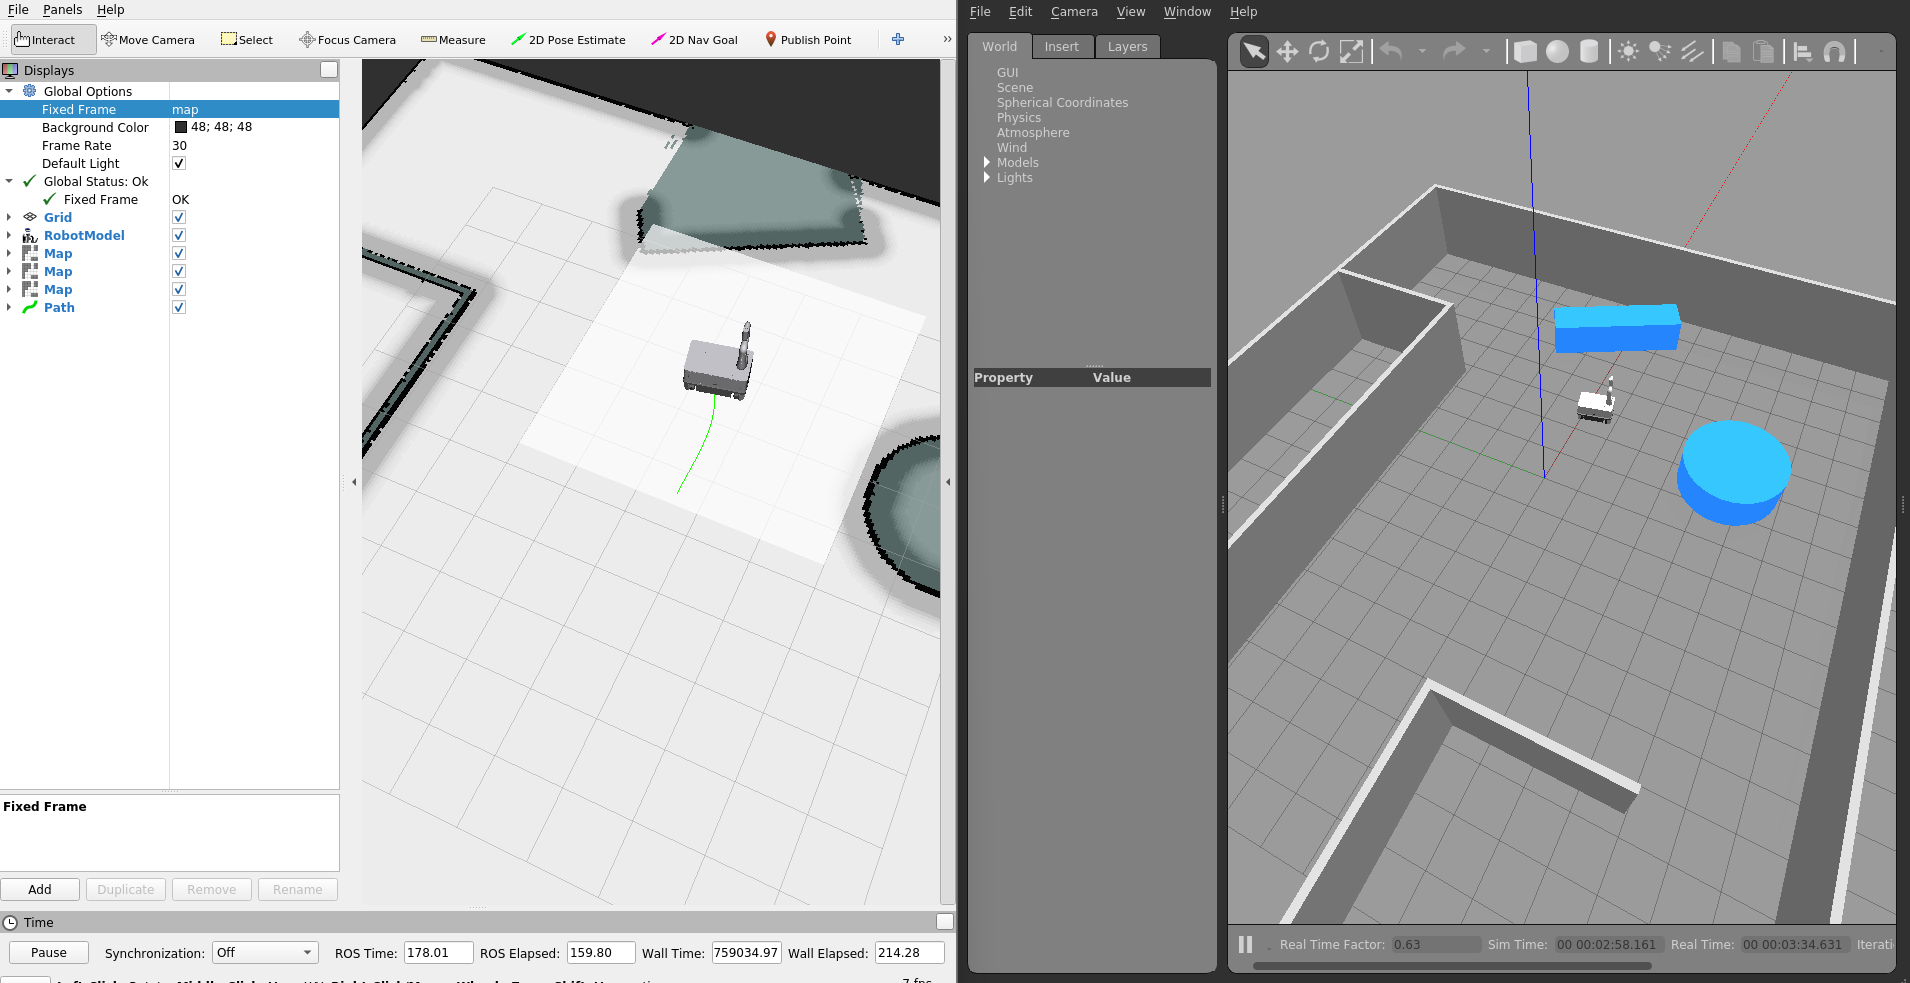 File Panels Help
Interact Move Camera Select Focus Camera Measure 2D Pose Estimate 2D Nav Goal Publish Point »
Displays
Global Options
Fixed Frame map
Background Color 48; 48; 48
Frame Rate 30
Default Light
Global Status: Ok
Fixed Frame OK
Grid
RobotModel
Map
Map
Map
Path
Fixed Frame
Add Duplicate Remove Rename
Time
Pause Synchronization: Off ROS Time: 178.01 ROS Elapsed: 159.80 Wall Time: 759034.97 Wall Elapsed: 214.28
7 fps
File Edit Camera View Window Help
World Insert Layers
GUI
Scene
Spherical Coordinates
Physics
Atmosphere
Wind
Models
Lights
Property Value
Real Time Factor: 0.63 Sim Time: 00 00:02:58.161 Real Time: 00 00:03:34.631 Iterati